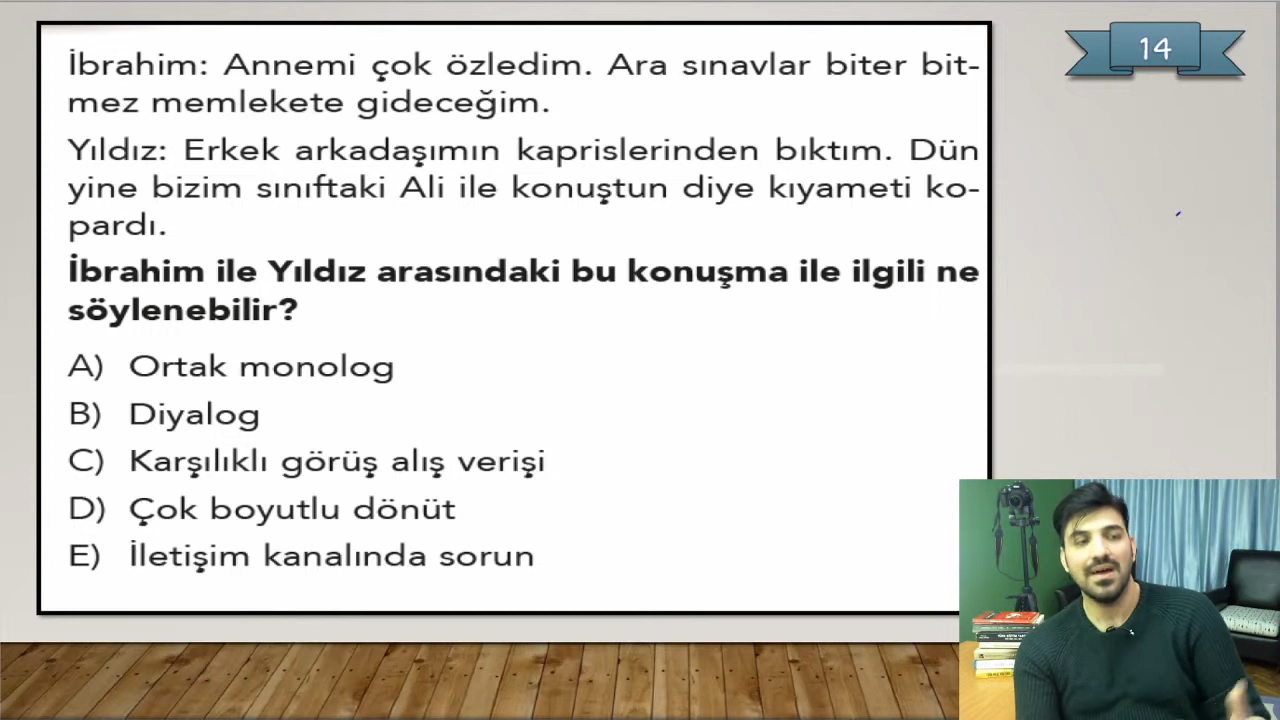 İbrahim: Annemi çok özledim. Ara sınavlar biter bit-
mez memlekete gideceğim.
Yıldız: Erkek arkadaşımın kaprislerinden bıktım. Dün
yine bizim sınıftaki Ali ile konuştun diye kıyameti ko-
pardı.
İbrahim ile Yıldız arasındaki bu konuşma ile ilgili ne
söylenebilir?
A) Ortak monolog
B) Diyalog
C) Karşılıklı görüş alış verişi
D) Çok boyutlu dönüt
E) İletişim kanalında sorun
14